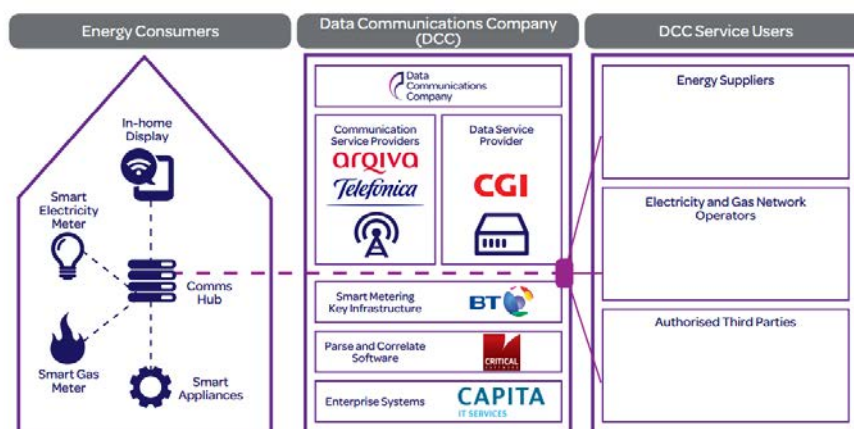 Energy Consumers
Data Communications Company
(DCC)
DCC Service Users
In-home
Display
Smart
Electricity
Meter
Comms
Hub
Smart Gas
Meter
Smart
Appliances
Data
Communications
Company
Communication
Service Providers
arqiva
Telefónica
Data Service
Provider
CGI
Smart Metering
Key Infrastructure
BT
Parse and Correlate
Software
CRITICAL
Enterprise Systems
CAPITA
IT SERVICES
Energy Suppliers
Electricity and Gas Network
Operators
Authorised Third Parties